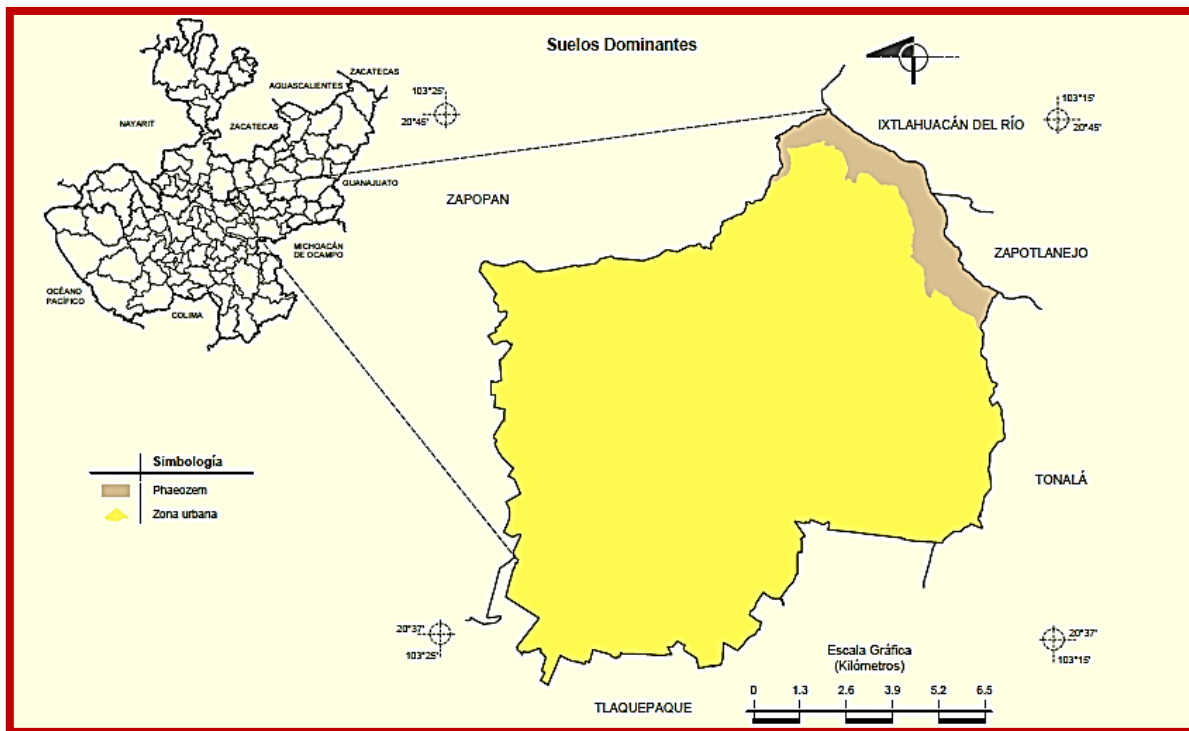 Suelos Dominantes
ZACATECAS
AGUASCALIENTES
NAYARIT
ZACATECAS
GUANAJUATO
MICHOACÁN
DE OCAMPO
OCÉANO
PACÍFICO
COLIMA
103°25'
20°45'
103°15'
20°45'
IXTLAHUACÁN DEL RÍO
ZAPOPAN
ZAPOTLANEJO
TONALÁ
Simbología
Phaeozem
Zona urbana
20°37'
103°25'
20°37'
103°15'
TLAQUEPAQUE
Escala Gráfica
(Kilómetros)
0 1.3 2.6 3.9 5.2 6.5